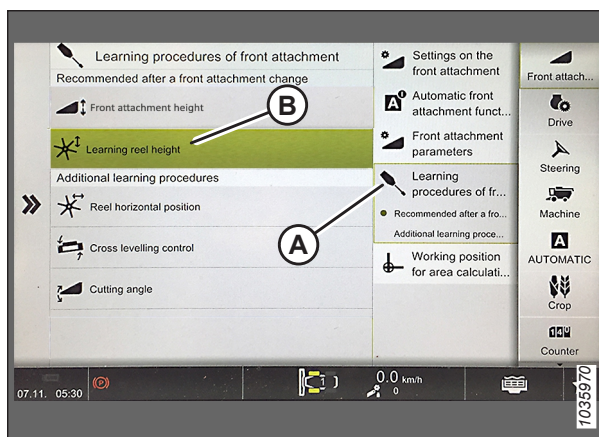 Learning procedures of front attachment
Recommended after a front attachment change
Front attachment height
Learning reel height
Additional learning procedures
Reel horizontal position
Cross levelling control
Cutting angle
Settings on the
front attachment
Automatic front
attachment funct...
Front attachment
parameters
Learning
procedures of fr...
Recommended after a fro...
Additional learning proce...
Working position
for area calculati...
Front attach...
Drive
Steering
Machine
A
AUTOMATIC
Crop
Counter
B
A
A
07.11. 05:30
(P)
1
0.0 km/h
0
1035970